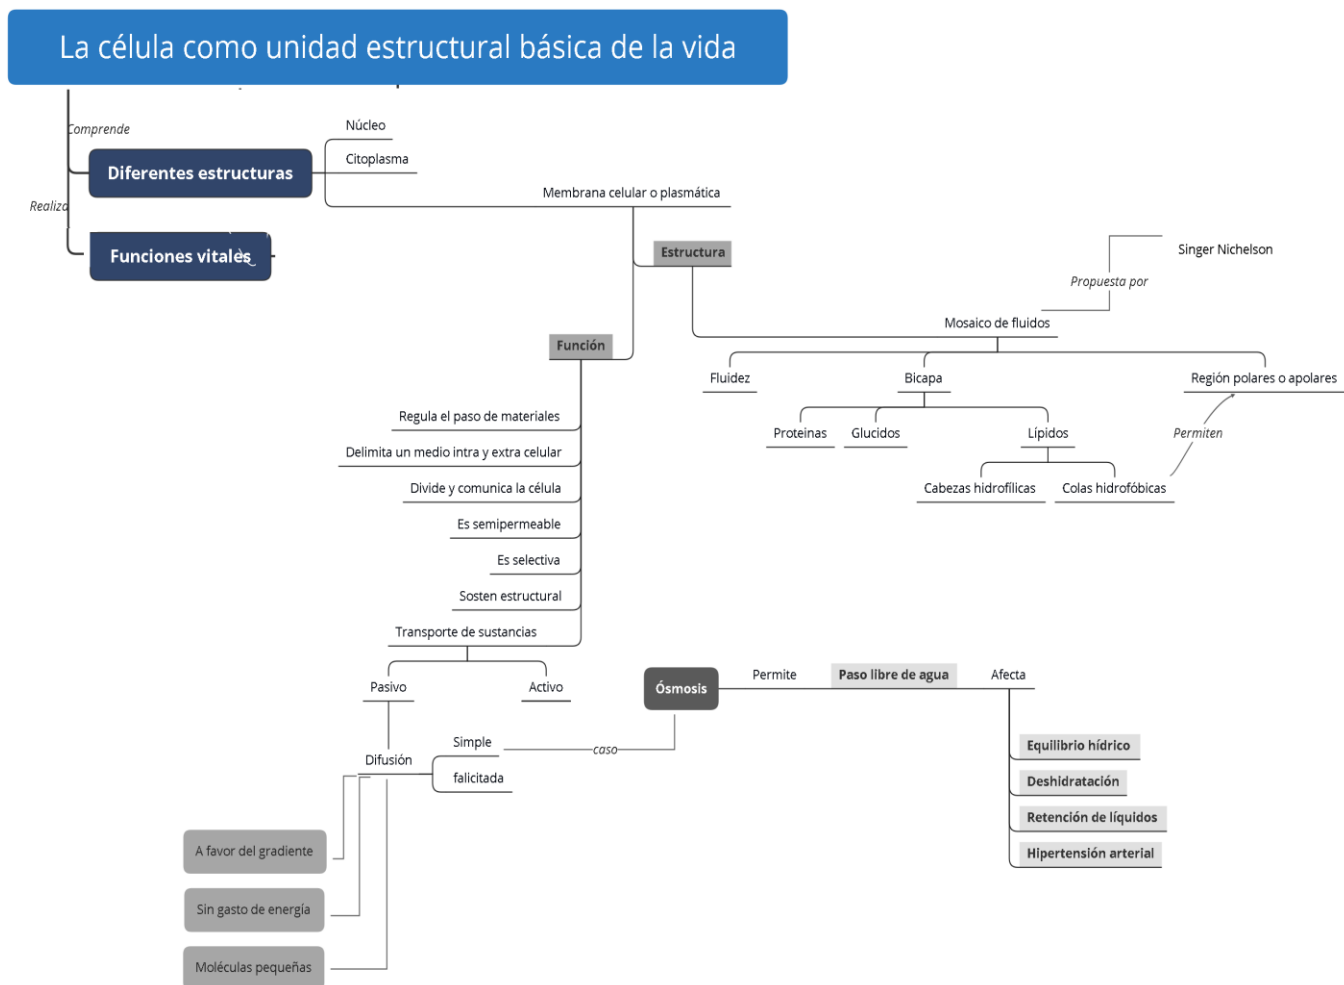 La célula como unidad estructural básica de la vida
Comprende
Diferentes estructuras
Núcleo
Citoplasma
Membrana celular o plasmática
Realiza
Funciones vitales
Estructura
Singer Nichelson
Propuesta por
Mosaico de fluidos
Fluidez
Bicapa
Región polares o apolares
Proteinas
Glucidos
Lípidos
Permiten
Cabezas hidrofílicas
Colas hidrofóbicas
Función
Regula el paso de materiales
Delimita un medio intra y extra celular
Divide y comunica la célula
Es semipermeable
Es selectiva
Sosten estructural
Transporte de sustancias
Pasivo
Activo
Difusión
Simple
falicitada
caso
Ósmosis
Permite
Paso libre de agua
Afecta
Equilibrio hídrico
Deshidratación
Retención de líquidos
Hipertensión arterial
A favor del gradiente
Sin gasto de energía
Moléculas pequeñas